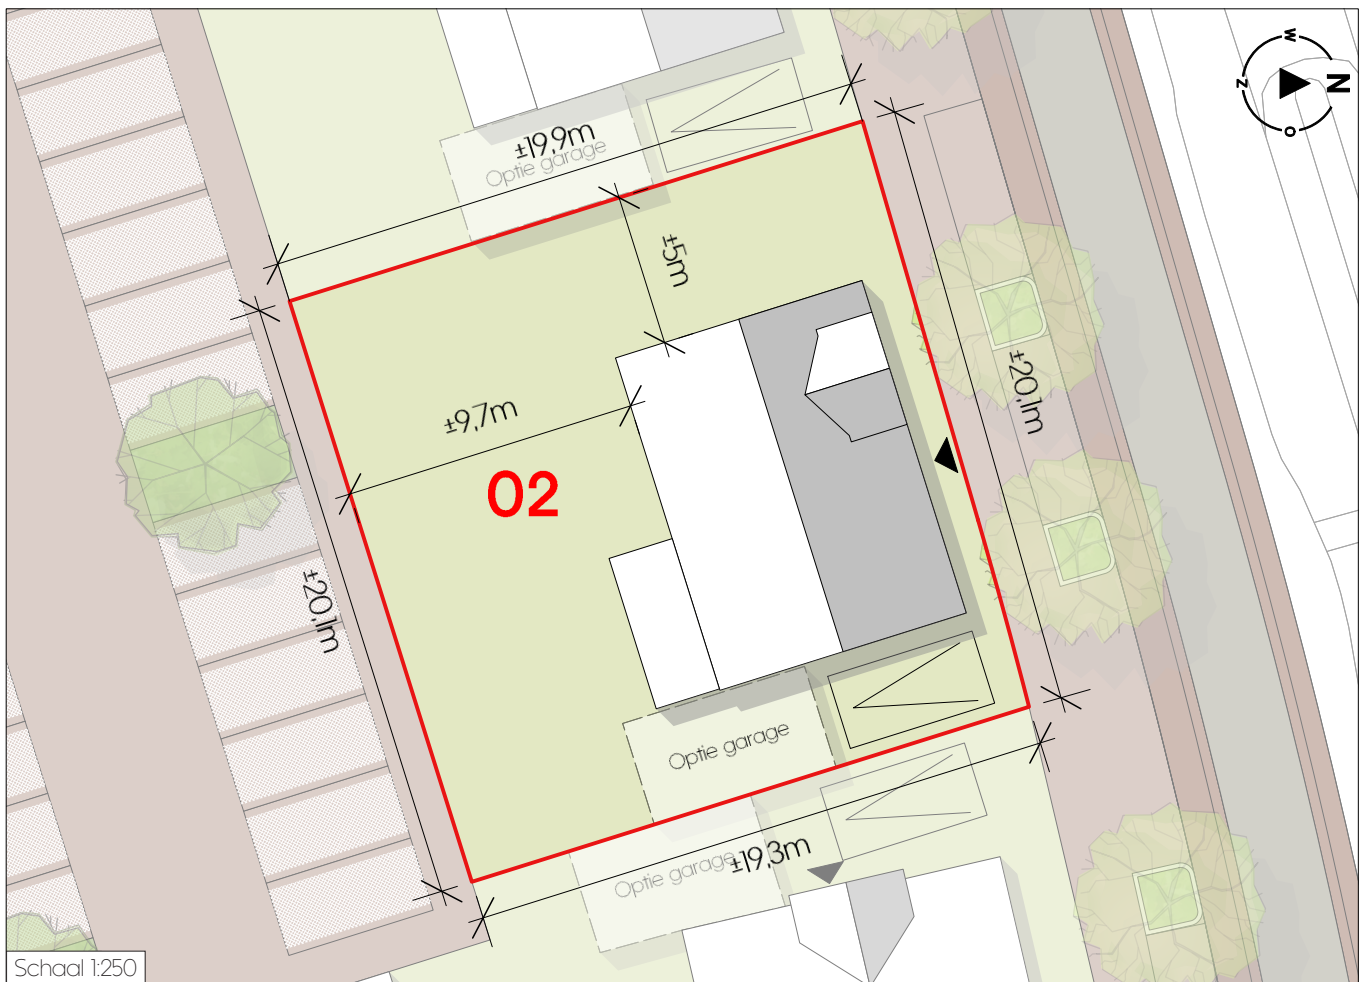 W
N
Z
O
±19,9m
Optie garage
±5m
±9,7m
02
±20,1m
±20,1m
Optie garage
±19,3m
Optie garage
Schaal 1:250